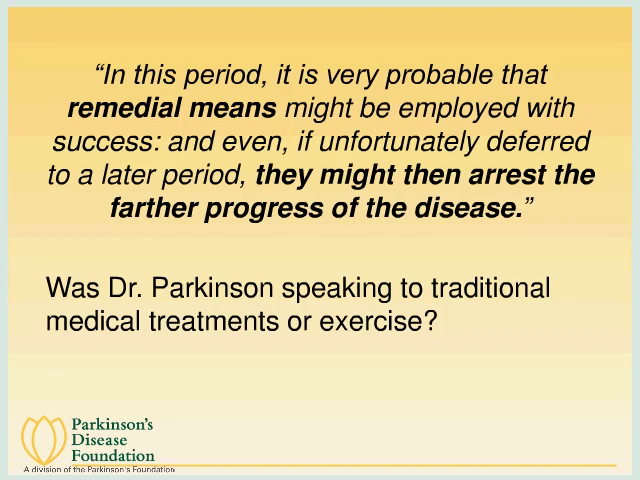 “In this period, it is very probable that
remedial means might be employed with
success: and even, if unfortunately deferred
to a later period, they might then arrest the
farther progress of the disease.”
Was Dr. Parkinson speaking to traditional
medical treatments or exercise?
Parkinson's
Disease
Foundation
A division of the Parkinson's Foundation